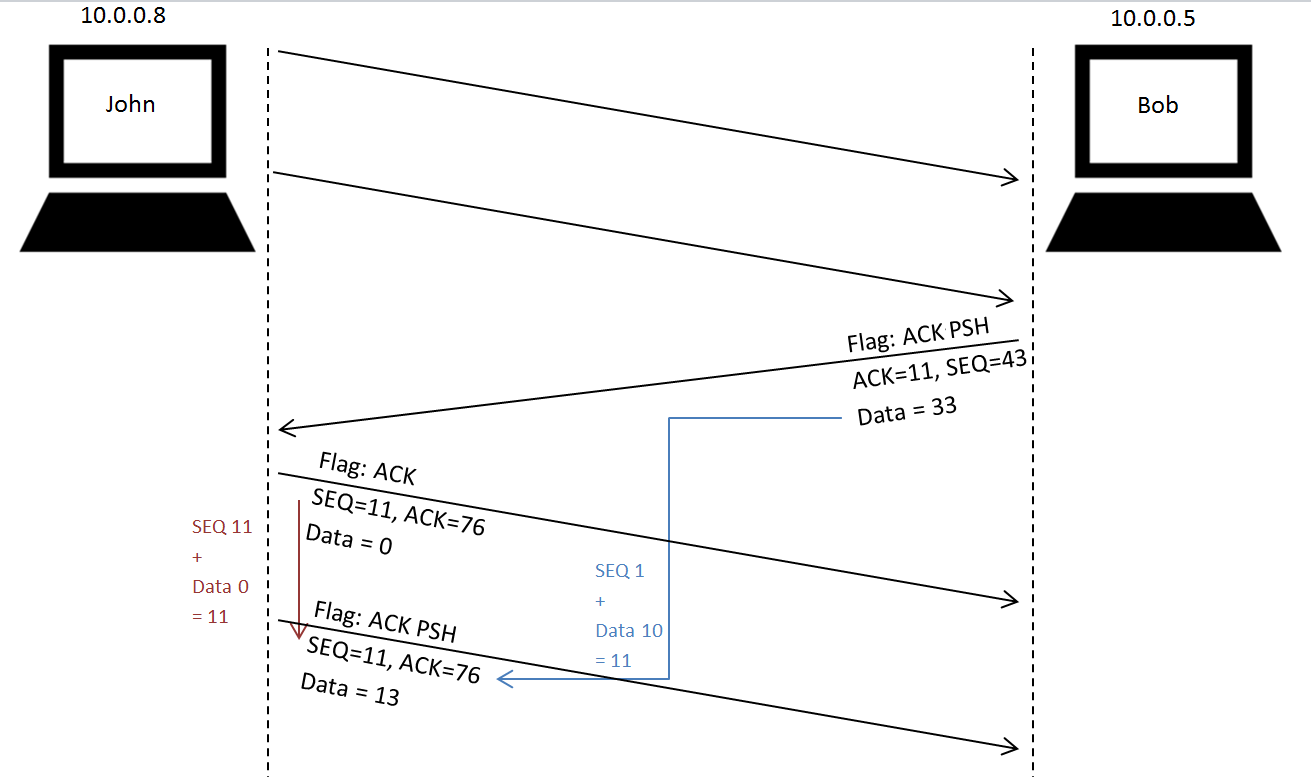 10.0.0.8
10.0.0.5
John
Bob
Flag: ACK PSH
ACK=11, SEQ=43
Data = 33
Flag: ACK
SEQ=11, ACK=76
Data = 0
SEQ 11
+
Data 0
= 11
SEQ 1
+
Data 10
= 11
Flag: ACK PSH
SEQ=11, ACK=76
Data = 13